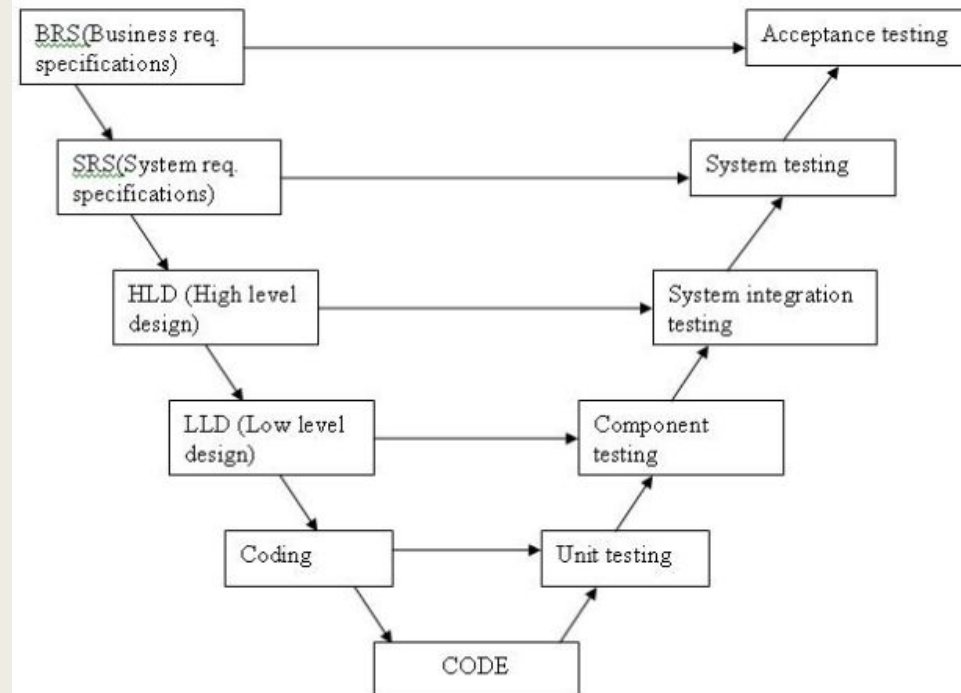 BRS(Business req.
specifications)
Acceptance testing
SRS(System req.
specifications)
System testing
HLD (High level
design)
System integration
testing
LLD (Low level
design)
Component
testing
Coding
Unit testing
CODE